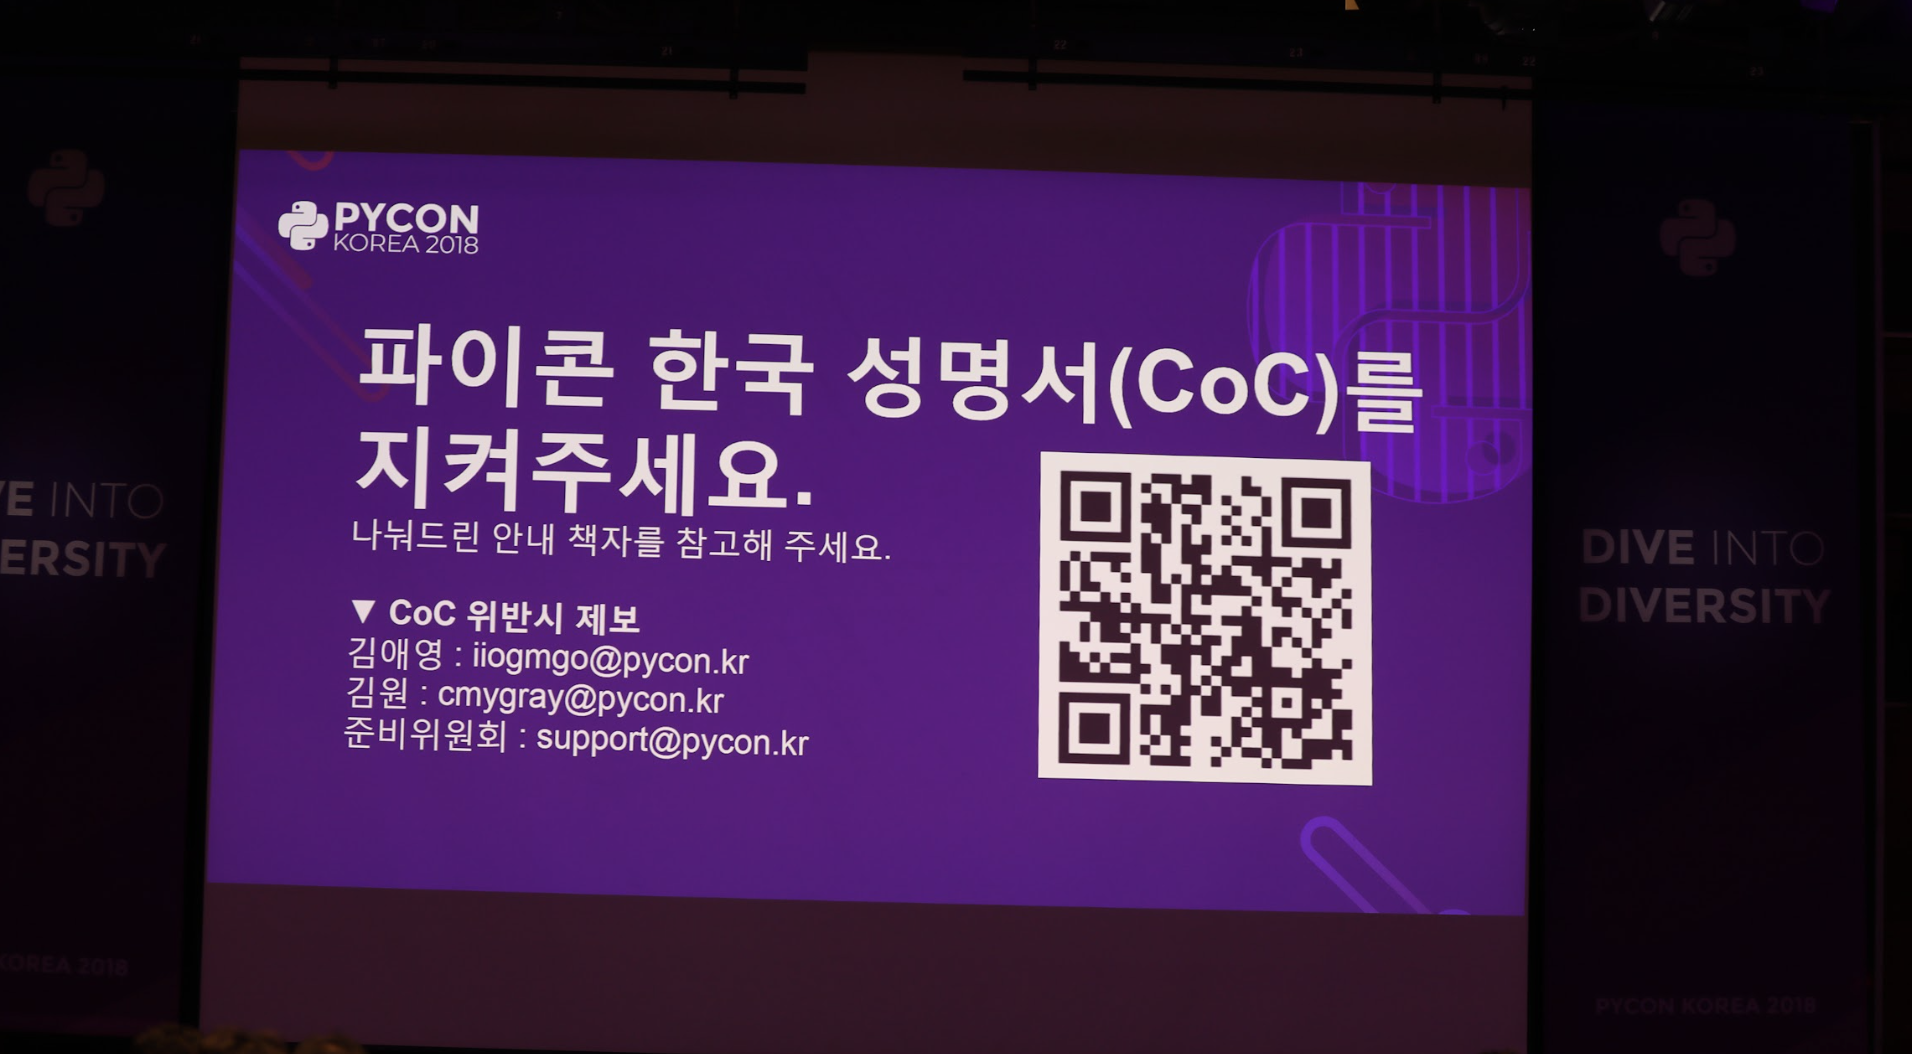 PYCON
KOREA 2018
파이콘 한국 성명서(CoC)를
지켜주세요.
나눠드린 안내 책자를 참고해 주세요.
▼ CoC 위반시 제보
김애영 : iiogmgo@pycon.kr
김원 : cmygray@pycon.kr
준비위원회 : support@pycon.kr
VE INTO
ERSITY
KOREA 2018
DIVE INTO
DIVERSITY
PYCON KOREA 2018